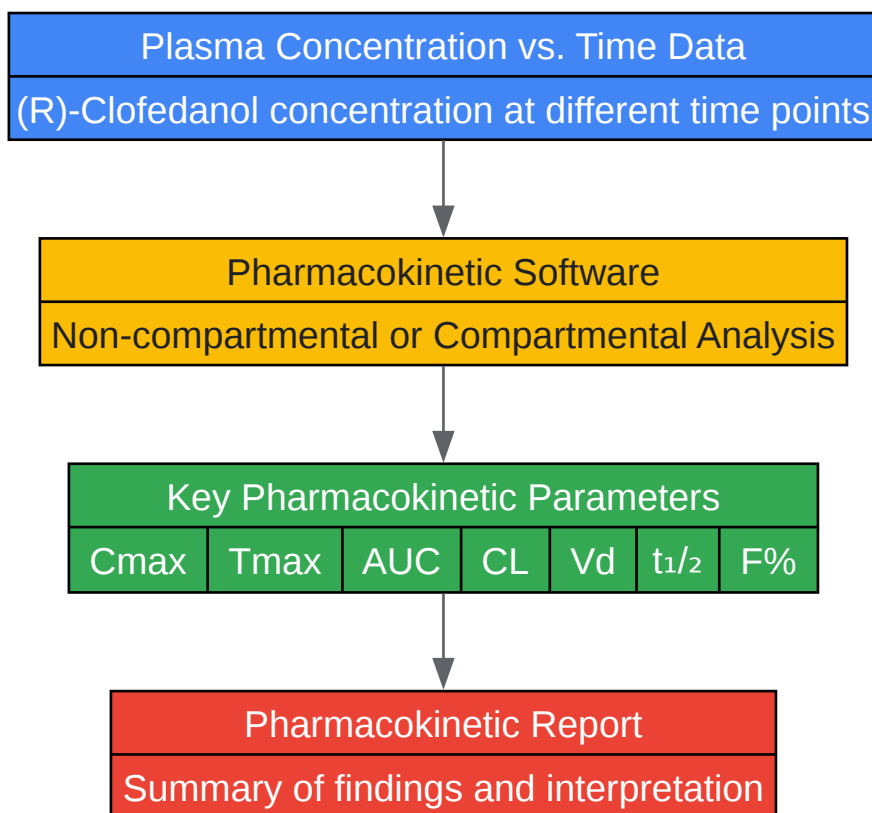 Plasma Concentration vs. Time Data
(R)-Clofedanol concentration at different time points
Pharmacokinetic Software
Non-compartmental or Compartmental Analysis
Key Pharmacokinetic Parameters
Cmax Tmax AUC CL Vd t₁/₂ F%
Pharmacokinetic Report
Summary of findings and interpretation